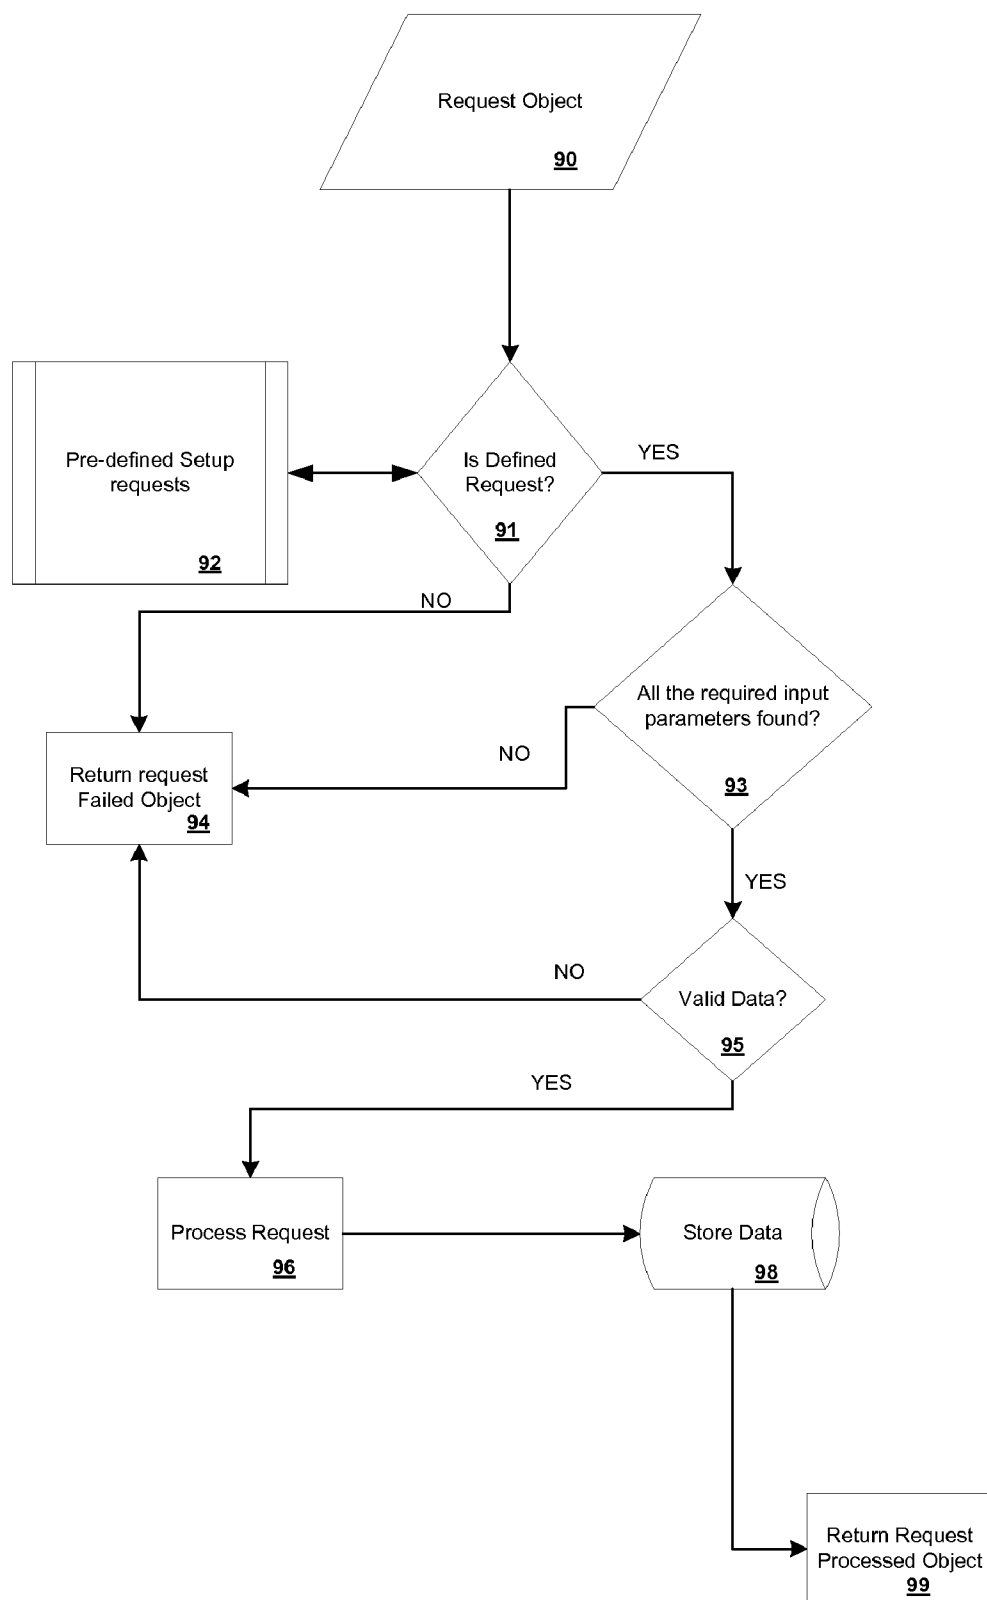 Request Object
90
Pre-defined Setup
requests
92
Is Defined
Request?
91
YES
NO
All the required input
parameters found?
93
NO
Return request
Failed Object
94
YES
NO
Valid Data?
95
YES
Process Request
96
Store Data
98
Return Request
Processed Object
99